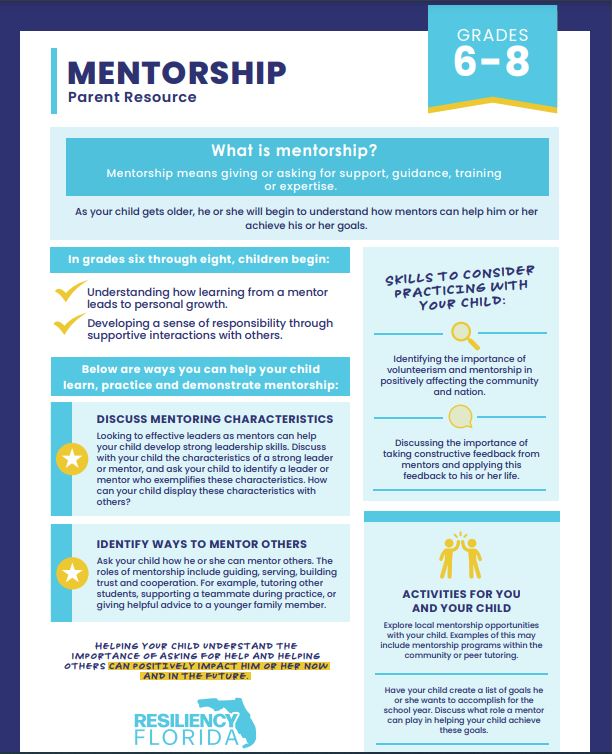 GRADES
6-8
MENTORSHIP
Parent Resource
What is mentorship?
Mentorship means giving or asking for support, guidance, training
or expertise.
As your child gets older, he or she will begin to understand how mentors can help him or her
achieve his or her goals.
In grades six through eight, children begin:
Understanding how learning from a mentor
leads to personal growth.
Developing a sense of responsibility through
supportive interactions with others.
Below are ways you can help your child
learn, practice and demonstrate mentorship:
DISCUSS MENTORING CHARACTERISTICS
Looking to effective leaders as mentors can help
your child develop strong leadership skills. Discuss
with your child the characteristics of a strong leader
or mentor, and ask your child to identify a leader or
mentor who exemplifies these characteristics. How
can your child display these characteristics with
others?
IDENTIFY WAYS TO MENTOR OTHERS
Ask your child how he or she can mentor others. The
roles of mentorship include guiding, serving, building
trust and cooperation. For example, tutoring other
students, supporting a teammate during practice, or
giving helpful advice to a younger family member.
HELPING YOUR CHILD UNDERSTAND THE
IMPORTANCE OF ASKING FOR HELP AND HELPING
OTHERS CAN POSITIVELY IMPACT HIM OR HER NOW
AND IN THE FUTURE.
RESILIENCY
FLORIDA
SKILLS TO CONSIDER
PRACTICING WITH
YOUR CHILD:
Identifying the importance of
volunteerism and mentorship in
positively affecting the community
and nation.
Discussing the importance of
taking constructive feedback from
mentors and applying this
feedback to his or her life.
ACTIVITIES FOR YOU
AND YOUR CHILD
Explore local mentorship opportunities
with your child. Examples of this may
include mentorship programs within the
community or peer tutoring.
Have your child create a list of goals he
or she wants to accomplish for the
school year. Discuss what role a mentor
can play in helping your child achieve
these goals.